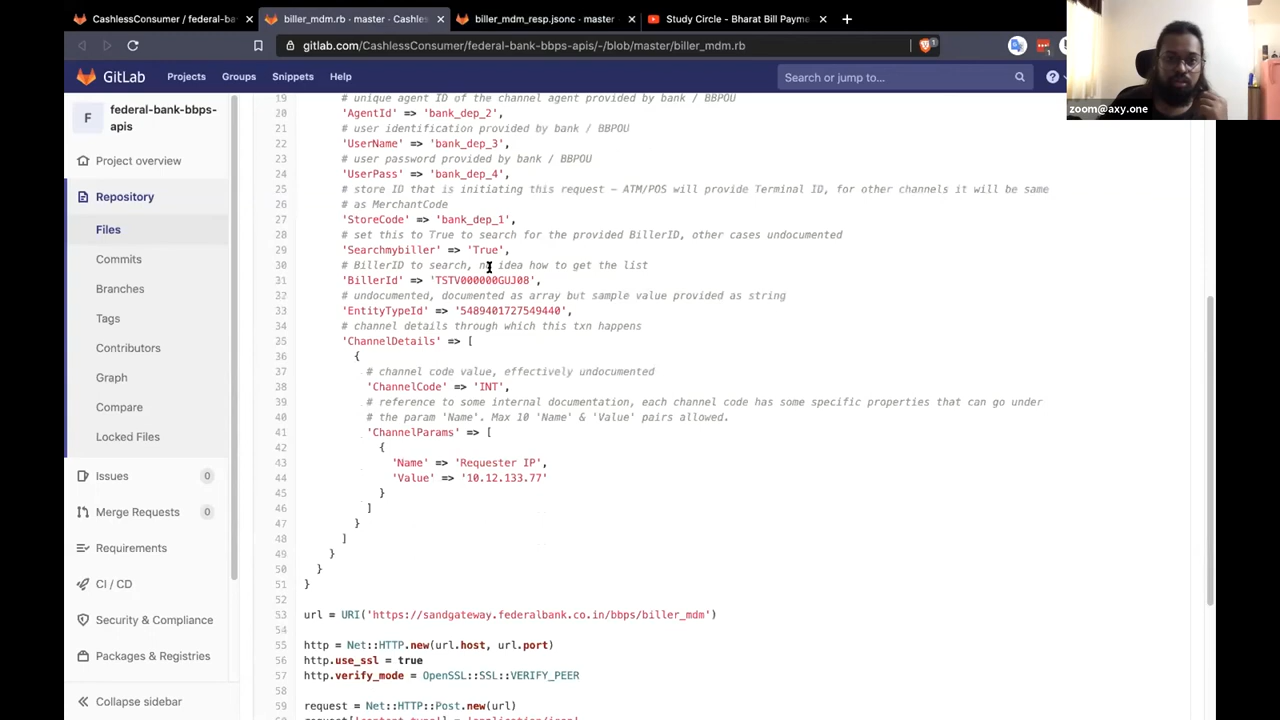 CashlessConsumer / federal-ba
biller_mdm.rb · master · Cashles
biller_mdm_resp.jsonc · master
Study Circle - Bharat Bill Payme
gitlab.com/CashlessConsumer/federal-bank-bbps-apis/-/blob/master/biller_mdm.rb
1
GitLab
Projects
Groups
Snippets
Help
Search or jump to...
zoom@axy.one
F
federal-bank-bbps-
apis
Project overview
Repository
Files
Commits
Branches
Tags
Contributors
Graph
Compare
Locked Files
Issues 0
Merge Requests 0
Requirements
CI / CD
Security & Compliance
Packages & Registries
Collapse sidebar
19 # unique agent ID of the channel agent provided by bank / BBPOU
20 'AgentId' => 'bank_dep_2',
21 # user identification provided by bank / BBPOU
22 'UserName' => 'bank_dep_3',
23 # user password provided by bank / BBPOU
24 'UserPass' => 'bank_dep_4',
25 # store ID that is initiating this request – ATM/POS will provide Terminal ID, for other channels it will be same
26 # as MerchantCode
27 'StoreCode' => 'bank_dep_1',
28 # set this to True to search for the provided BillerID, other cases undocumented
29 'Searchmybiller' => 'True',
30 # BillerID to search, no idea how to get the list
31 'BillerId' => 'TSTV000000GUJ08',
32 # undocumented, documented as array but sample value provided as string
33 'EntityTypeId' => '5489401727549440',
34 # channel details through which this txn happens
35 'ChannelDetails' => [
36 {
37 # channel code value, effectively undocumented
38 'ChannelCode' => 'INT',
39 # reference to some internal documentation, each channel code has some specific properties that can go under
40 # the param 'Name'. Max 10 'Name' & 'Value' pairs allowed.
41 'ChannelParams' => [
42 {
43 'Name' => 'Requester IP',
44 'Value' => '10.12.133.77'
45 }
46 ]
47 }
48 ]
49 }
50 }
51 }
52
53 url = URI('https://sandgateway.federalbank.co.in/bbps/biller_mdm')
54
55 http = Net::HTTP.new(url.host, url.port)
56 http.use_ssl = true
57 http.verify_mode = OpenSSL::SSL::VERIFY_PEER
58
59 request = Net::HTTP::Post.new(url)